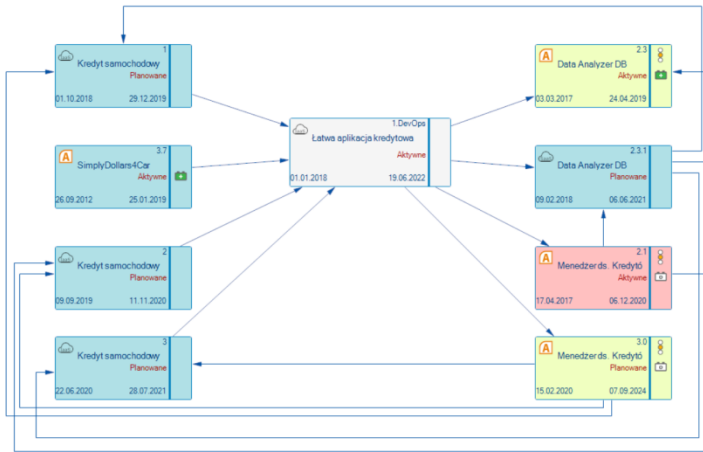 1
Kredyt samochodowy
Planowane
01.10.2018 29.12.2019
2.3
A
Data Analyzer DB
Aktywne
03.03.2017 24.04.2019
1.DevOps
Łatwa aplikacja kredytowa
Aktywne
01.01.2018 19.06.2022
3.7
A
SimplyDollars4Car
Aktywne
26.09.2012 25.01.2019
2.3.1
Data Analyzer DB
Planowane
09.02.2018 06.06.2021
2
Kredyt samochodowy
Planowane
09.09.2019 11.11.2020
2.1
A
Menedżer ds. Kredytó
Aktywne
17.04.2017 06.12.2020
3
Kredyt samochodowy
Planowane
22.06.2020 28.07.2021
3.0
A
Menedżer ds. Kredytó
Planowane
15.02.2020 07.09.2024